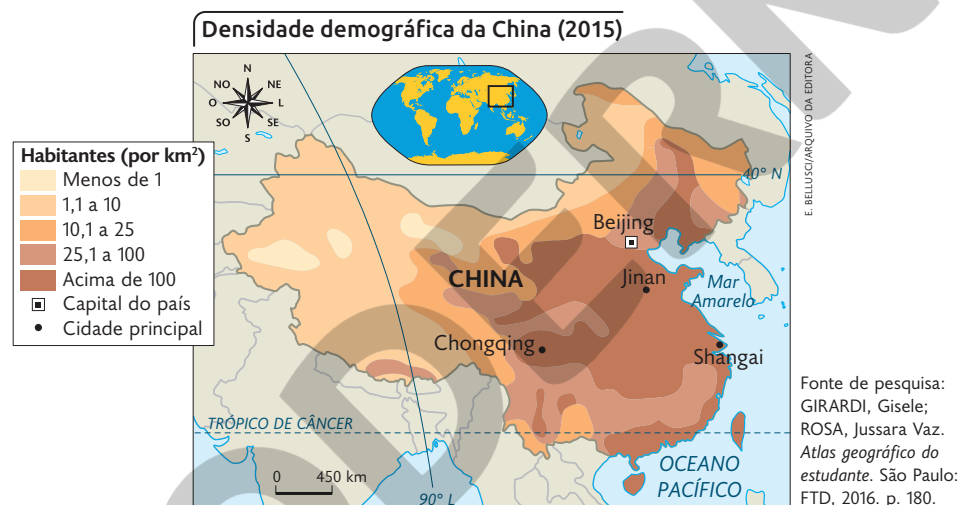 Densidade demográfica da China (2015)
N
NO
NE
O
L
SO
SE
S
E. BELLUSCI/ARQUIVO DA EDITORA
Habitantes (por km²)
Menos de 1
1,1 a 10
10,1 a 25
25,1 a 100
Acima de 100
Capital do país
Cidade principal
40° N
Beijing
CHINA
Jinan
Mar
Amarelo
Chongqing
Shangai
TRÓPICO DE CÂNCER
OCEANO
PACÍFICO
0 450 km
90° L
Fonte de pesquisa:
GIRARDI, Gisele;
ROSA, Jussara Vaz.
Atlas geográfico do
estudante. São Paulo:
FTD, 2016. p. 180.